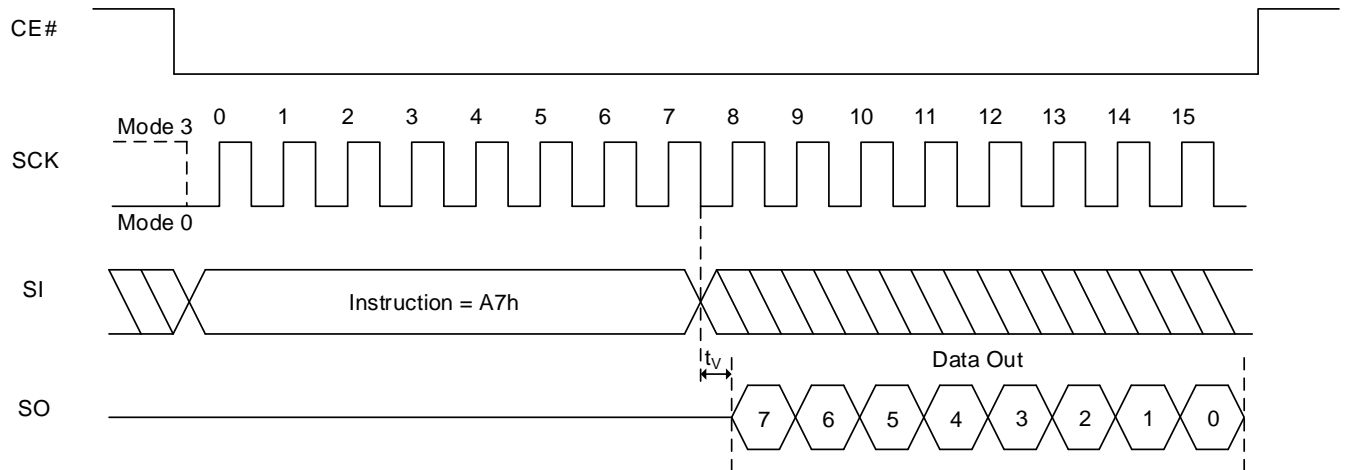 CE#
0 1 2 3 4 5 6 7 8 9 10 11 12 13 14 15
Mode 3
SCK
Mode 0
SI
Instruction = A7h
tV
Data Out
SO
7 6 5 4 3 2 1 0